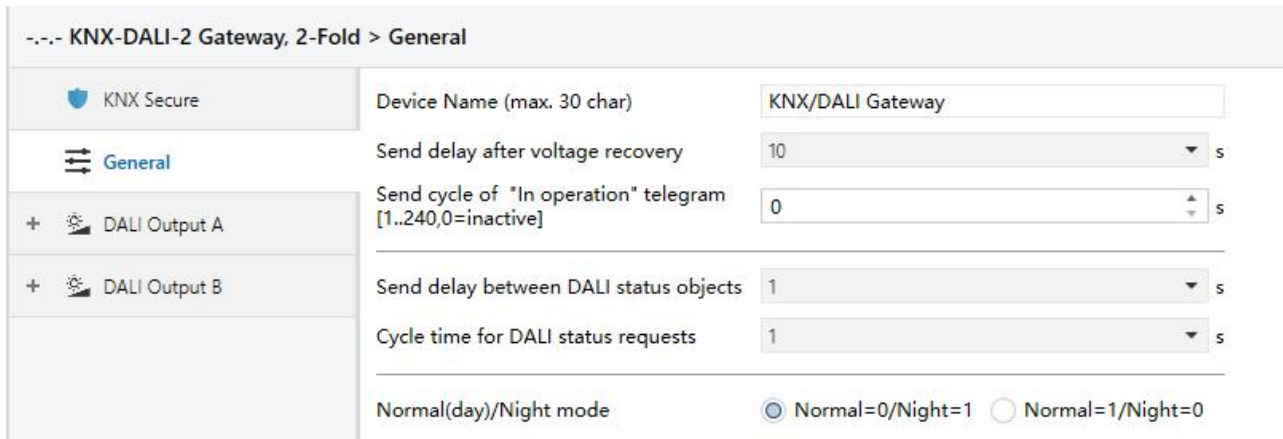 -.-.- KNX-DALI-2 Gateway, 2-Fold > General
KNX Secure
General
+ DALI Output A
+ DALI Output B
Device Name (max. 30 char) KNX/DALI Gateway
Send delay after voltage recovery 10 s
Send cycle of "In operation" telegram
[1..240,0=inactive] 0 s
Send delay between DALI status objects 1 s
Cycle time for DALI status requests 1 s
Normal(day)/Night mode Normal=0/Night=1 Normal=1/Night=0